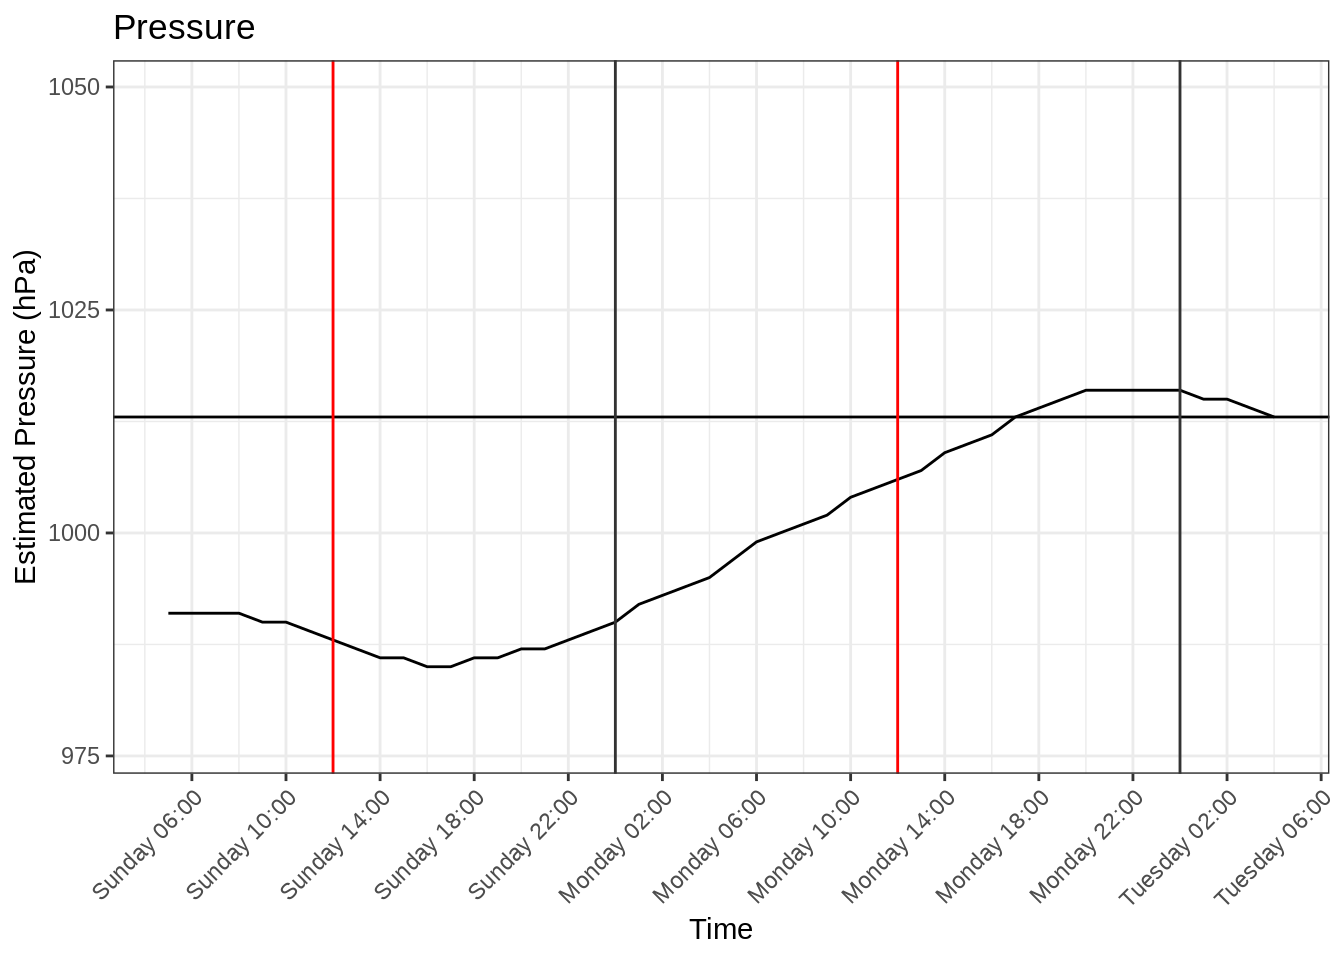 Pressure
Estimated Pressure (hPa)
1050
1025
1000
975
Sunday 06:00
Sunday 10:00
Sunday 14:00
Sunday 18:00
Sunday 22:00
Monday 02:00
Monday 06:00
Monday 10:00
Monday 14:00
Monday 18:00
Monday 22:00
Tuesday 02:00
Tuesday 06:00
Time